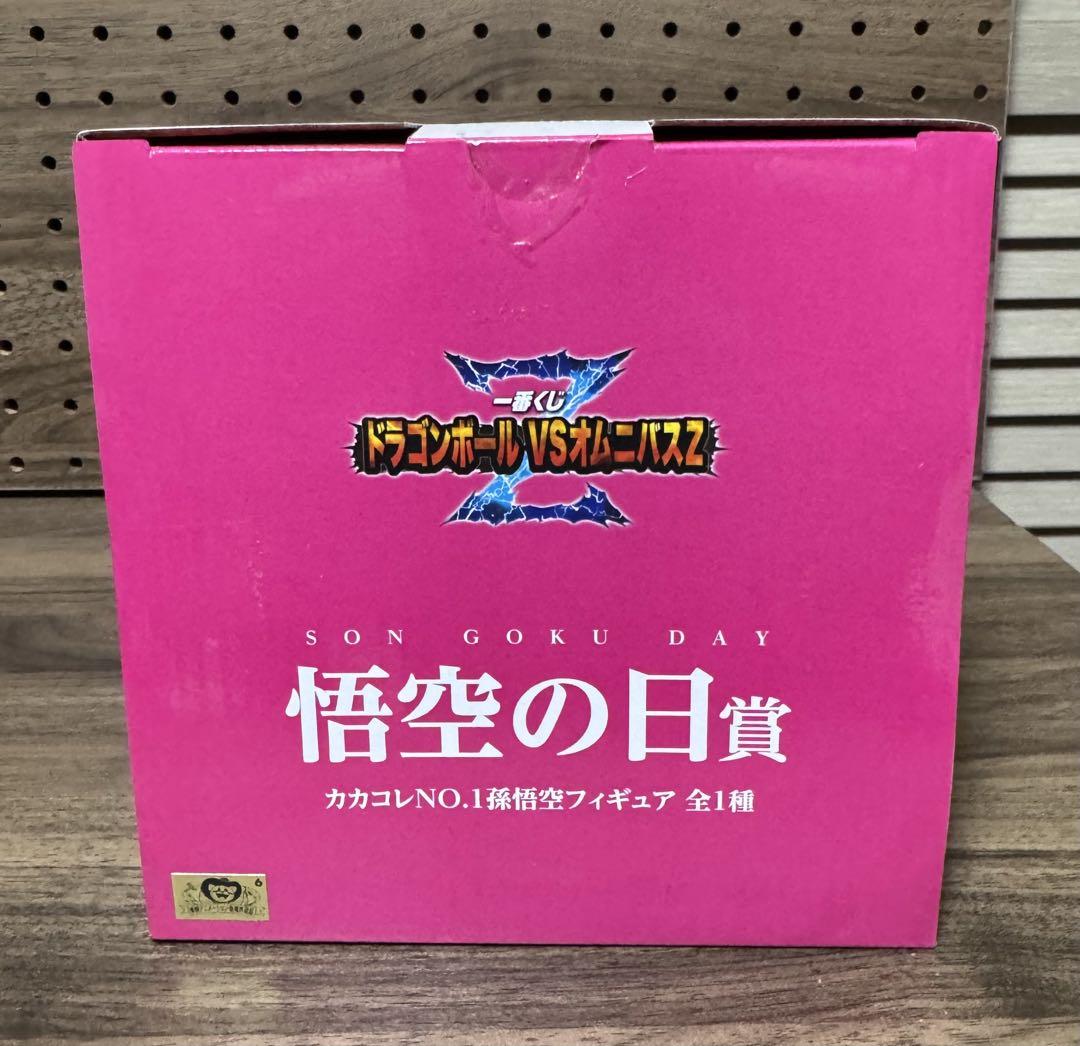 一番くじ
ドラゴンボール VSオムニバスZ
SON GOKU DAY
悟空の日賞
カカコレNO.1孫悟空フィギュア 全1種
6